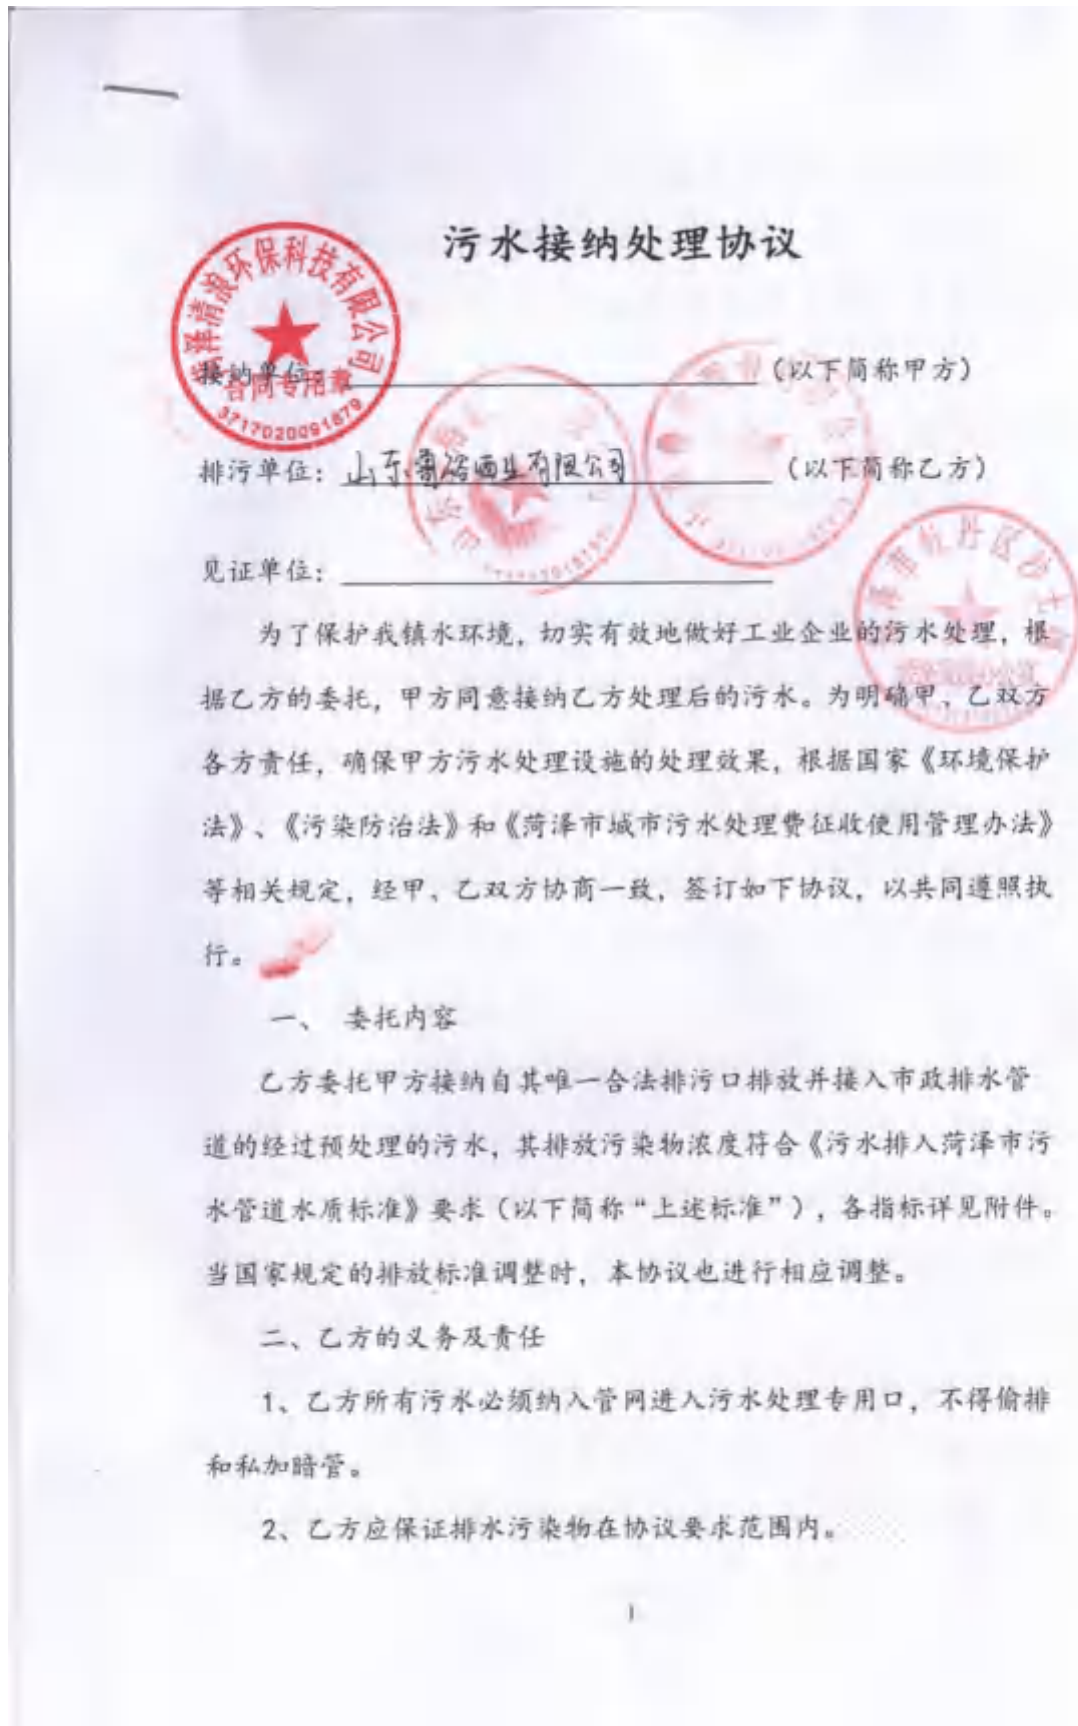 污水接纳处理协议
清浪环保科技有限公司
合同专用章
3717020091879
接纳单位：（以下简称甲方）
排污单位：山东酒业有限公司（以下简称乙方）
见证单位：
为了保护我镇水环境，切实有效地做好工业企业的污水处理，根
据乙方的委托，甲方同意接纳乙方处理后的污水。为明确甲、乙双方
各方责任，确保甲方污水处理设施的处理效果，根据国家《环境保护
法》、《污染防治法》和《菏泽市城市污水处理费征收使用管理办法》
等相关规定，经甲、乙双方协商一致，签订如下协议，以共同遵照执
行。
一、 委托内容
乙方委托甲方接纳自其唯一合法排污口排放并接入市政排水管
道的经过预处理的污水，其排放污染物浓度符合《污水排入菏泽市污
水管道水质标准》要求（以下简称“上述标准”），各指标详见附件。
当国家规定的排放标准调整时，本协议也进行相应调整。
二、乙方的义务及责任
1、乙方所有污水必须纳入管网进入污水处理专用口，不得偷排
和私加暗管。
2、乙方应保证排水污染物在协议要求范围内。
1